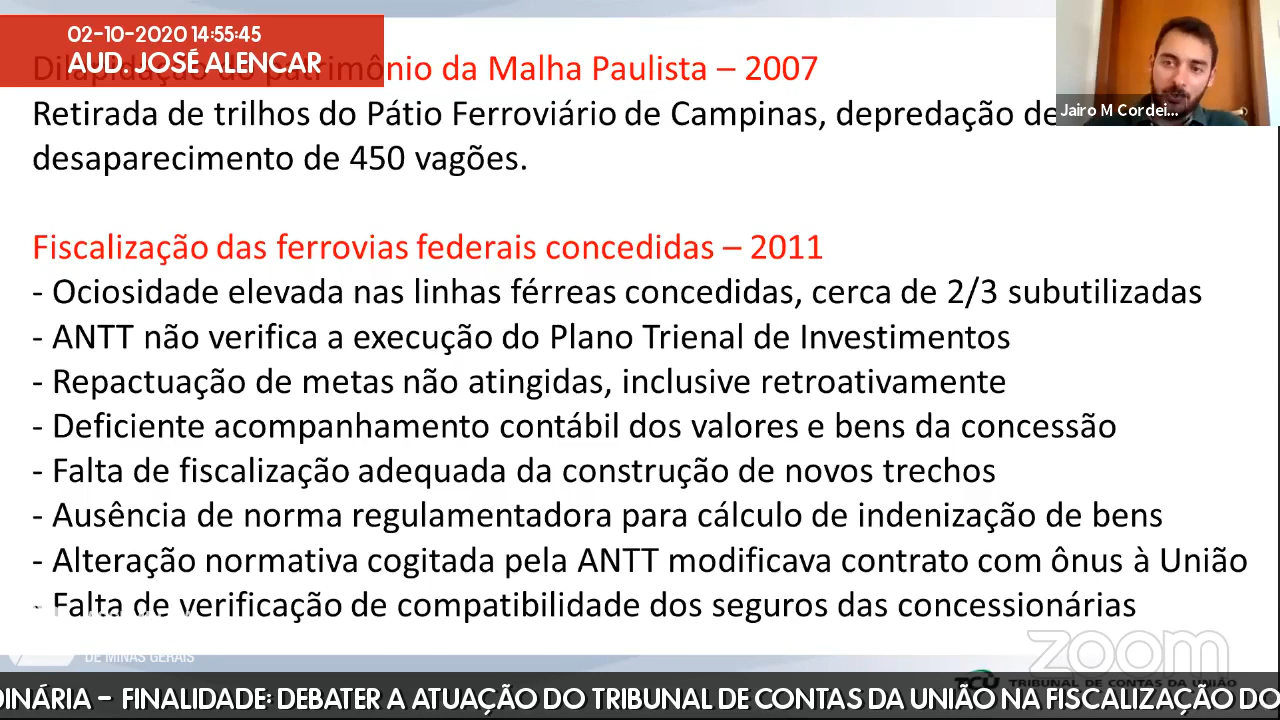 02-10-2020 14:55:45
AUD. JOSÉ ALENCAR
Dilapidação do patrimônio da Malha Paulista – 2007
Jairo M Cordei...
Retirada de trilhos do Pátio Ferroviário de Campinas, depredação de
desaparecimento de 450 vagões.
Fiscalização das ferrovias federais concedidas – 2011
- Ociosidade elevada nas linhas férreas concedidas, cerca de 2/3 subutilizadas
- ANTT não verifica a execução do Plano Trienal de Investimentos
- Repactuação de metas não atingidas, inclusive retroativamente
- Deficiente acompanhamento contábil dos valores e bens da concessão
- Falta de fiscalização adequada da construção de novos trechos
- Ausência de norma regulamentadora para cálculo de indenização de bens
- Alteração normativa cogitada pela ANTT modificava contrato com ônus à União
- Falta de verificação de compatibilidade dos seguros das concessionárias
zoom
DE MINAS GERAIS
TCU TRIBUNAL DE CONTAS DA UNIÃO
DINÁRIA – FINALIDADE: DEBATER A ATUAÇÃO DO TRIBUNAL DE CONTAS DA UNIÃO NA FISCALIZAÇÃO DO